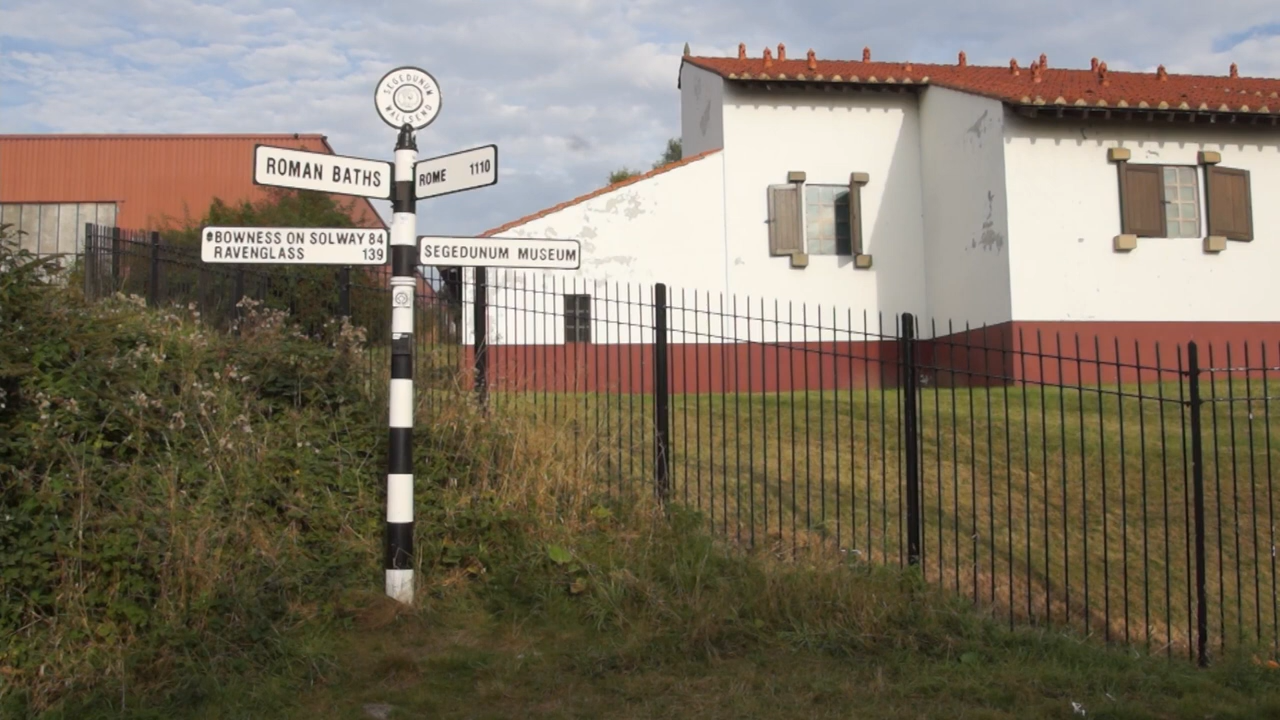 SEGEDUNUM
WALLSEND
ROMAN BATHS
ROME 1110
#BOWNESS ON SOLWAY 84
RAVENGLASS 139
SEGEDUNUM MUSEUM